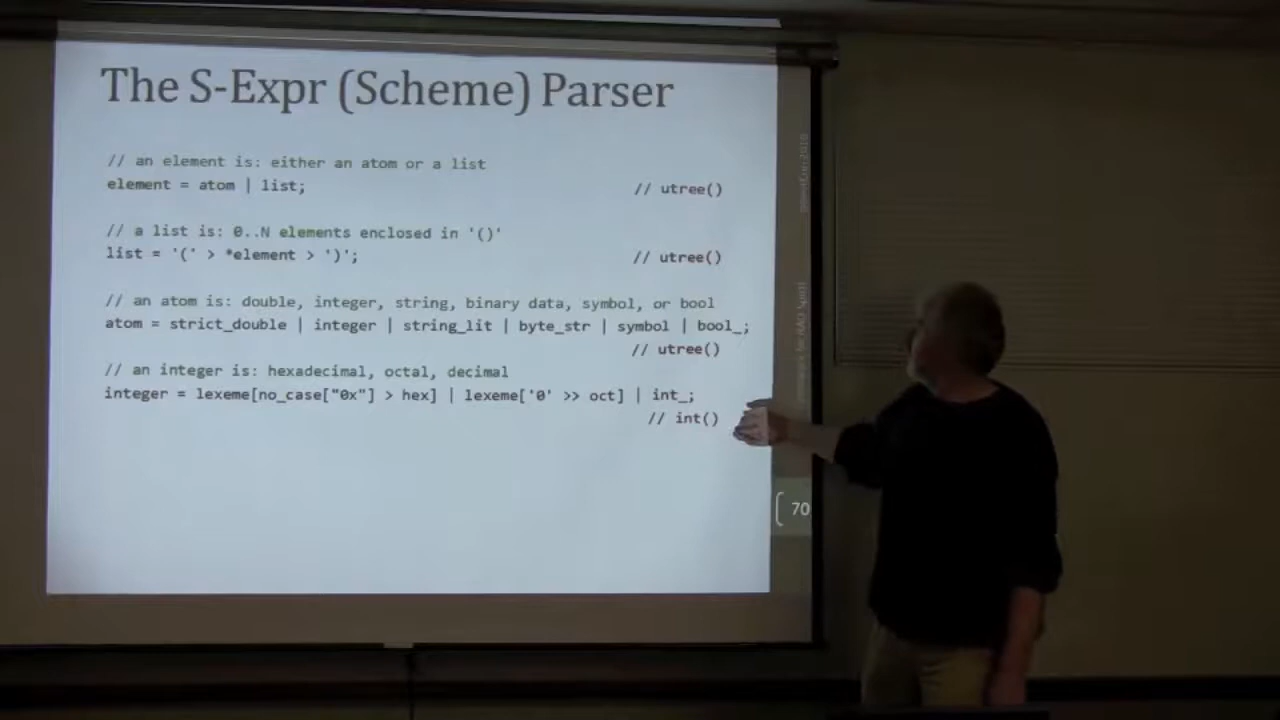 The S-Expr (Scheme) Parser
// an element is: either an atom or a list
element = atom | list;
// utree()
// a list is: 0..N elements enclosed in '()'
list = '(' > *element > ')';
// utree()
// an atom is: double, integer, string, binary data, symbol, or bool
atom = strict_double | integer | string_lit | byte_str | symbol | bool_;
// utree()
// an integer is: hexadecimal, octal, decimal
integer = lexeme[no_case["0x"] > hex] | lexeme['0' >> oct] | int_;
// int()
70